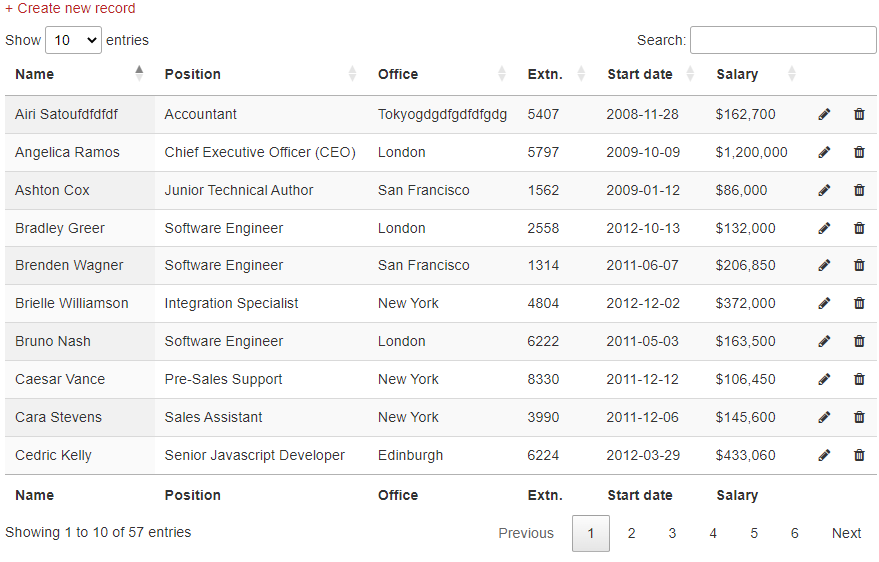 + Create new record
Show 10 entries Search:
Name Position Office Extn. Start date Salary
Airi Satoufdfdfdf Accountant Tokyogdgdfgdfdfgdg 5407 2008-11-28 $162,700
Angelica Ramos Chief Executive Officer (CEO) London 5797 2009-10-09 $1,200,000
Ashton Cox Junior Technical Author San Francisco 1562 2009-01-12 $86,000
Bradley Greer Software Engineer London 2558 2012-10-13 $132,000
Brenden Wagner Software Engineer San Francisco 1314 2011-06-07 $206,850
Brielle Williamson Integration Specialist New York 4804 2012-12-02 $372,000
Bruno Nash Software Engineer London 6222 2011-05-03 $163,500
Caesar Vance Pre-Sales Support New York 8330 2011-12-12 $106,450
Cara Stevens Sales Assistant New York 3990 2011-12-06 $145,600
Cedric Kelly Senior Javascript Developer Edinburgh 6224 2012-03-29 $433,060
Name Position Office Extn. Start date Salary
Showing 1 to 10 of 57 entries Previous 1 2 3 4 5 6 Next